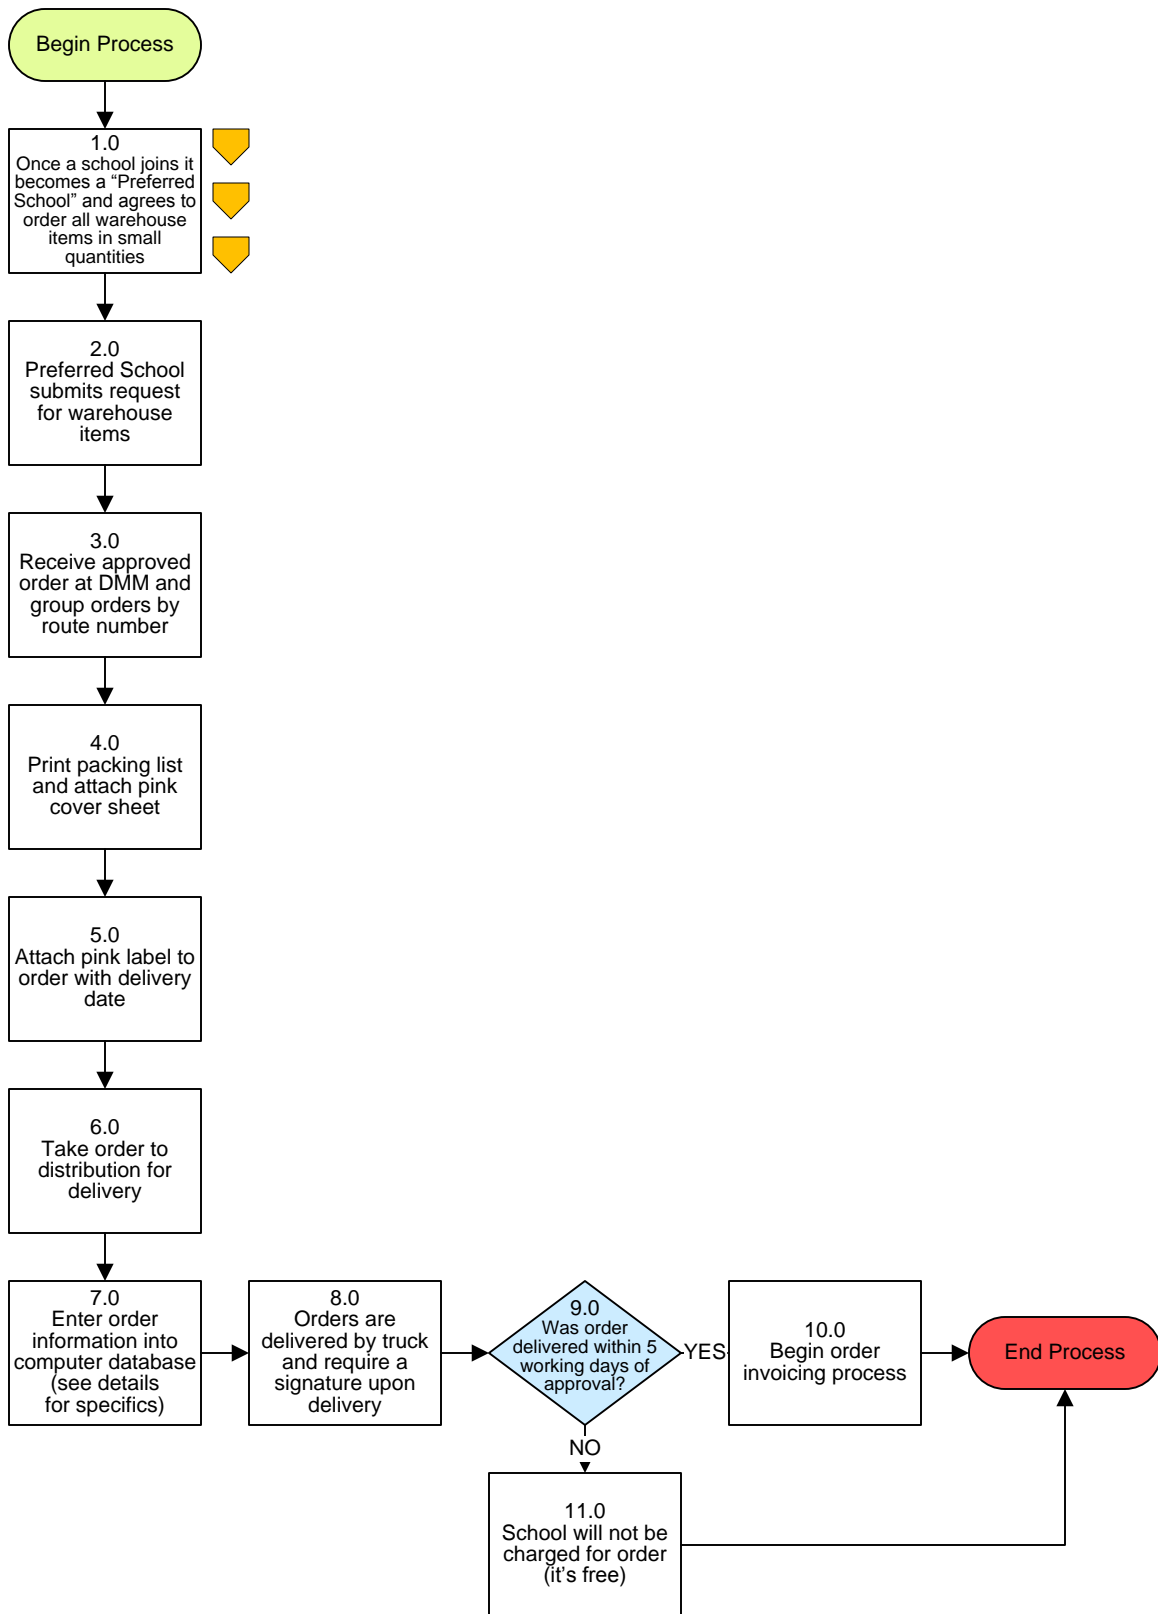 Begin Process
1.0
Once a school joins it
becomes a “Preferred
School” and agrees to
order all warehouse
items in small
quantities
2.0
Preferred School
submits request
for warehouse
items
3.0
Receive approved
order at DMM and
group orders by
route number
4.0
Print packing list
and attach pink
cover sheet
5.0
Attach pink label to
order with delivery
date
6.0
Take order to
distribution for
delivery
7.0
Enter order
information into
computer database
(see details
for specifics)
8.0
Orders are
delivered by truck
and require a
signature upon
delivery
9.0
Was order
delivered within 5
working days of
approval?
YES
10.0
Begin order
invoicing process
End Process
NO
11.0
School will not be
charged for order
(it’s free)